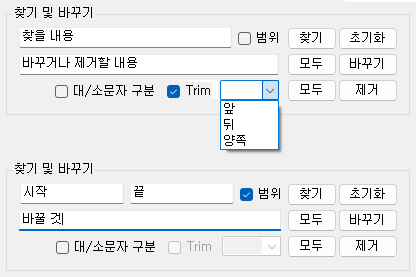 찾기 및 바꾸기
찾을 내용 범위 찾기 초기화
바꾸거나 제거할 내용 모두 바꾸기
대/소문자 구분 Trim 모두 제거
앞
뒤
양쪽
찾기 및 바꾸기
시작 끝 범위 찾기 초기화
바꿀 것 모두 바꾸기
대/소문자 구분 Trim 모두 제거